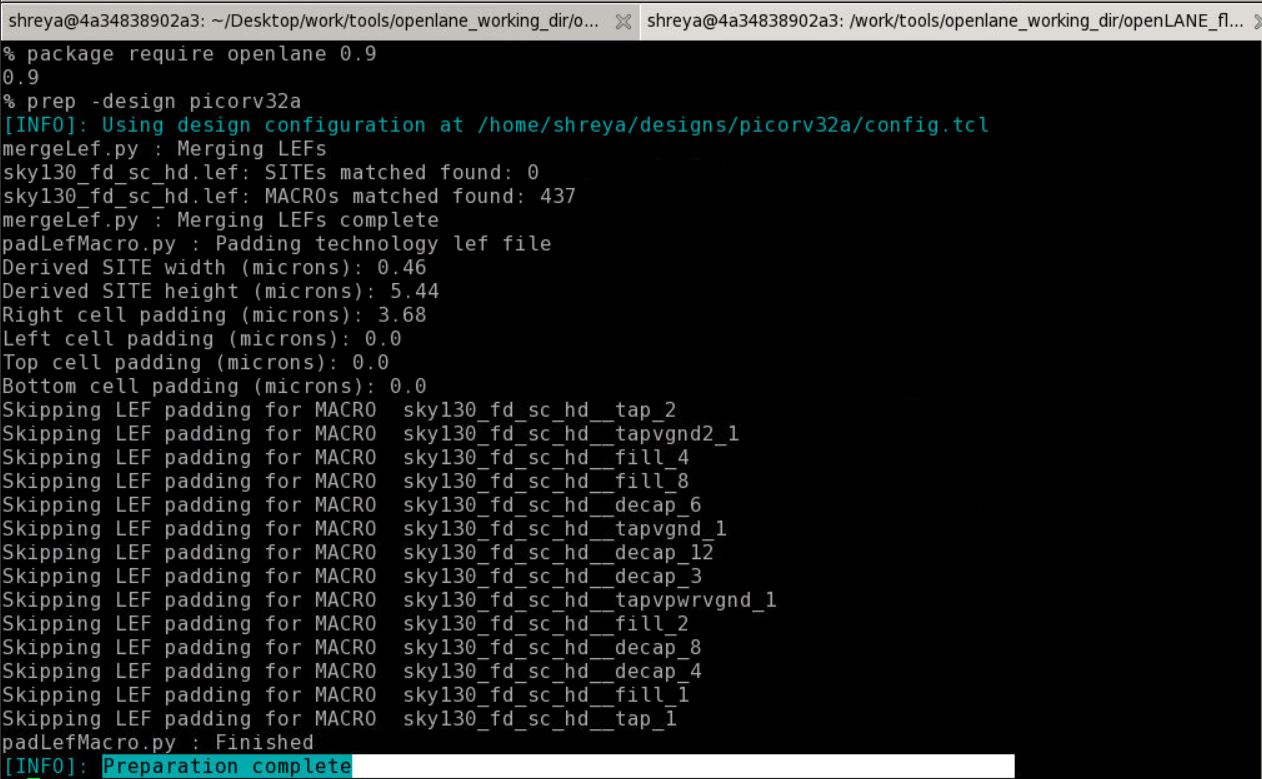 shreya@4a34838902a3: ~/Desktop/work/tools/openlane_working_dir/o...
shreya@4a34838902a3: /work/tools/openlane_working_dir/openLANE_fl...
% package require openlane 0.9
0.9
% prep -design picorv32a
[INFO]: Using design configuration at /home/shreya/designs/picorv32a/config.tcl
mergeLef.py : Merging LEFs
sky130_fd_sc_hd.lef: SITEs matched found: 0
sky130_fd_sc_hd.lef: MACROs matched found: 437
mergeLef.py : Merging LEFs complete
padLefMacro.py : Padding technology lef file
Derived SITE width (microns): 0.46
Derived SITE height (microns): 5.44
Right cell padding (microns): 3.68
Left cell padding (microns): 0.0
Top cell padding (microns): 0.0
Bottom cell padding (microns): 0.0
Skipping LEF padding for MACRO  sky130_fd_sc_hd__tap_2
Skipping LEF padding for MACRO  sky130_fd_sc_hd__tapvgnd2_1
Skipping LEF padding for MACRO  sky130_fd_sc_hd__fill_4
Skipping LEF padding for MACRO  sky130_fd_sc_hd__fill_8
Skipping LEF padding for MACRO  sky130_fd_sc_hd__decap_6
Skipping LEF padding for MACRO  sky130_fd_sc_hd__tapvgnd_1
Skipping LEF padding for MACRO  sky130_fd_sc_hd__decap_12
Skipping LEF padding for MACRO  sky130_fd_sc_hd__decap_3
Skipping LEF padding for MACRO  sky130_fd_sc_hd__tapvpwrvgnd_1
Skipping LEF padding for MACRO  sky130_fd_sc_hd__fill_2
Skipping LEF padding for MACRO  sky130_fd_sc_hd__decap_8
Skipping LEF padding for MACRO  sky130_fd_sc_hd__decap_4
Skipping LEF padding for MACRO  sky130_fd_sc_hd__fill_1
Skipping LEF padding for MACRO  sky130_fd_sc_hd__tap_1
padLefMacro.py : Finished
[INFO]: Preparation complete